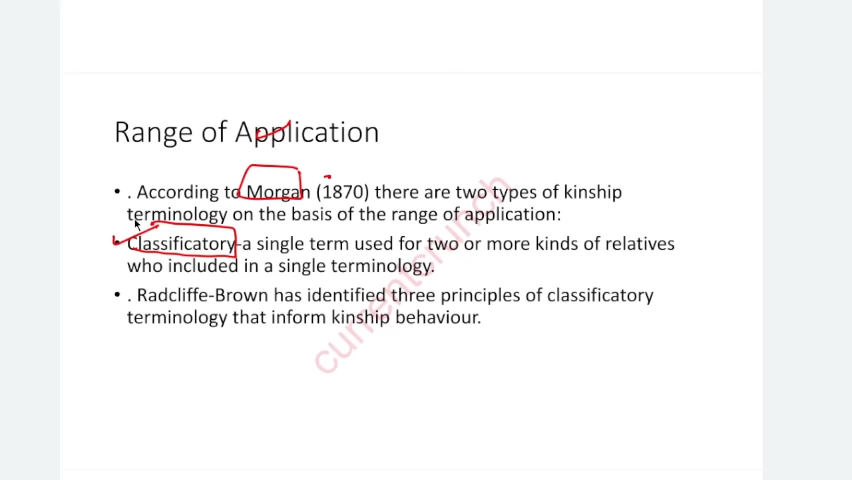 Range of Application
• . According to Morgan (1870) there are two types of kinship
terminology on the basis of the range of application:
• Classificatory-a single term used for two or more kinds of relatives
who included in a single terminology.
• . Radcliffe-Brown has identified three principles of classificatory
terminology that inform kinship behaviour.
currentcrunch